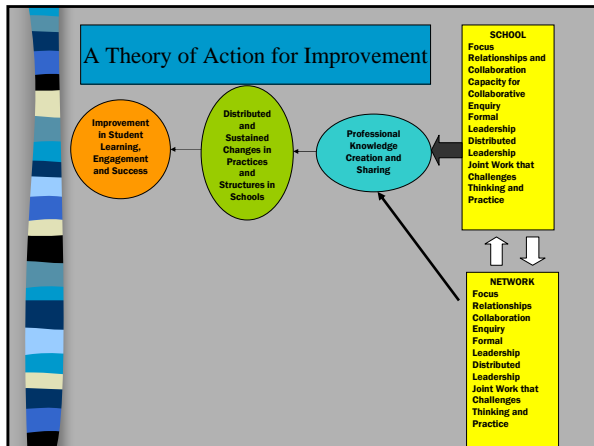 A Theory of Action for Improvement
Improvement
in Student
Learning,
Engagement
and Success
Distributed
and
Sustained
Changes in
Practices
and
Structures in
Schools
Professional
Knowledge
Creation and
Sharing
SCHOOL
Focus
Relationships and
Collaboration
Capacity for
Collaborative
Enquiry
Formal
Leadership
Distributed
Leadership
Joint Work that
Challenges
Thinking and
Practice
NETWORK
Focus
Relationships
Collaboration
Enquiry
Formal
Leadership
Distributed
Leadership
Joint Work that
Challenges
Thinking and
Practice